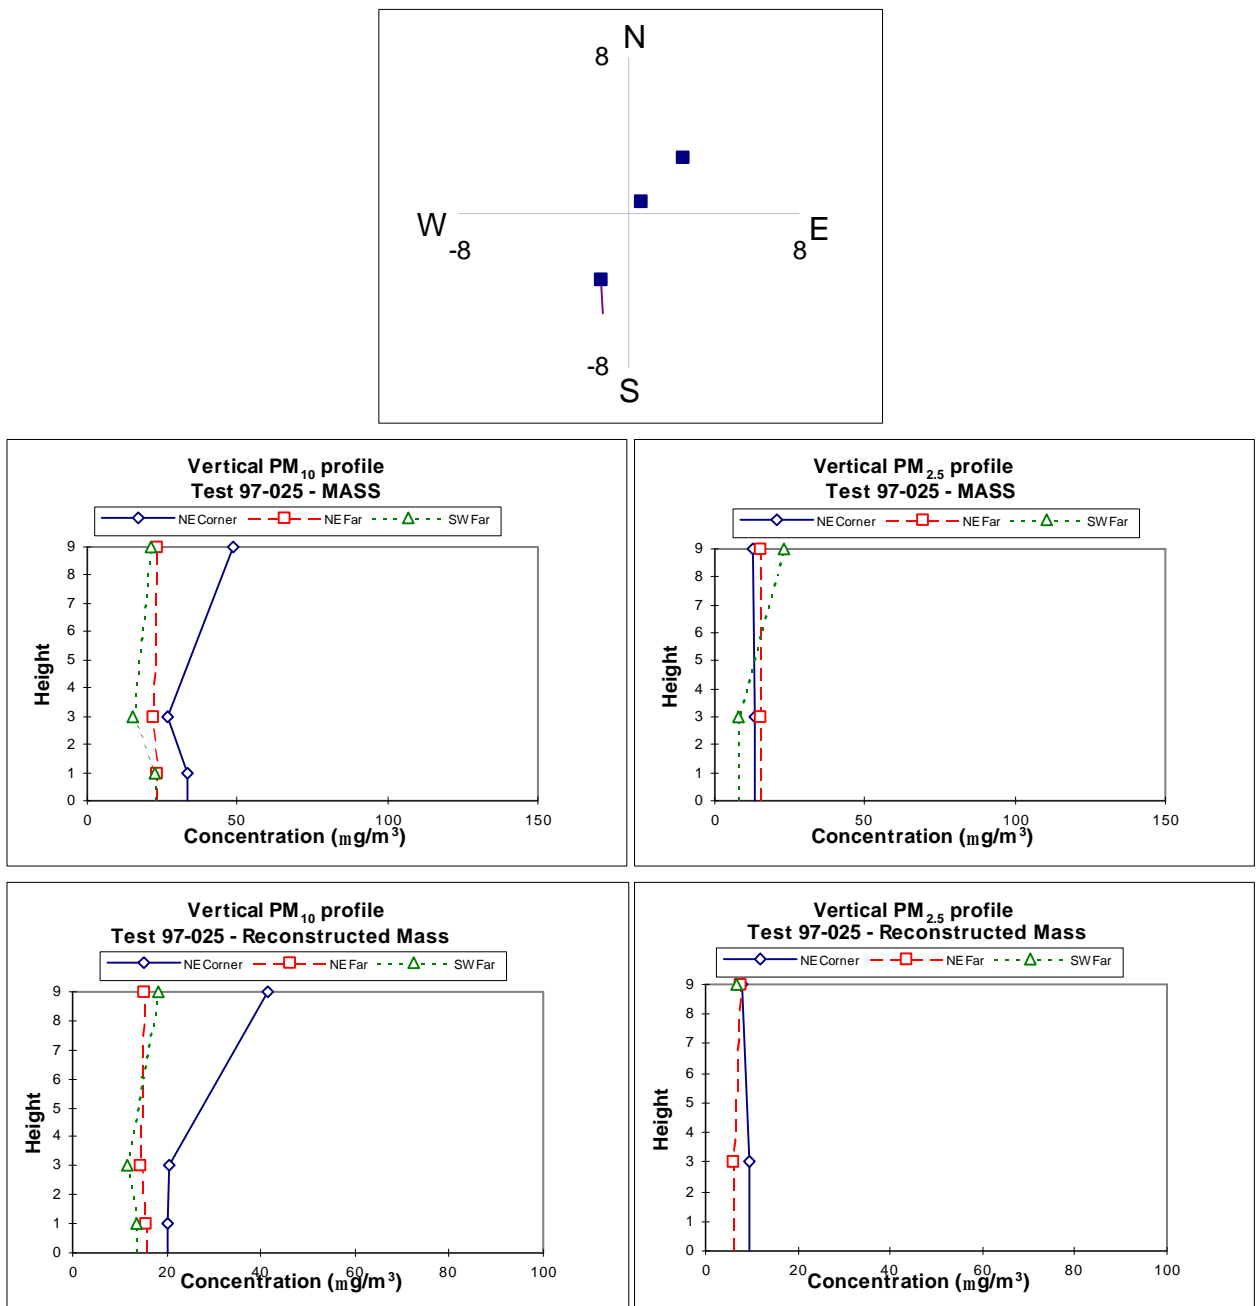 N
8
W
E
-8
8
-8
S
Vertical PM10 profile
Test 97-025 - MASS
NE Corner NE Far SW Far
9
8
7
6
5
4
3
2
1
0
Height
0 50 100 150
Concentration (mg/m3)
Vertical PM2.5 profile
Test 97-025 - MASS
NE Corner NE Far SW Far
9
8
7
6
5
4
3
2
1
0
Height
0 50 100 150
Concentration (mg/m3)
Vertical PM10 profile
Test 97-025 - Reconstructed Mass
NE Corner NE Far SW Far
9
8
7
6
5
4
3
2
1
0
Height
0 20 40 60 80 100
Concentration (mg/m3)
Vertical PM2.5 profile
Test 97-025 - Reconstructed Mass
NE Corner NE Far SW Far
9
8
7
6
5
4
3
2
1
0
Height
0 20 40 60 80 100
Concentration (mg/m3)